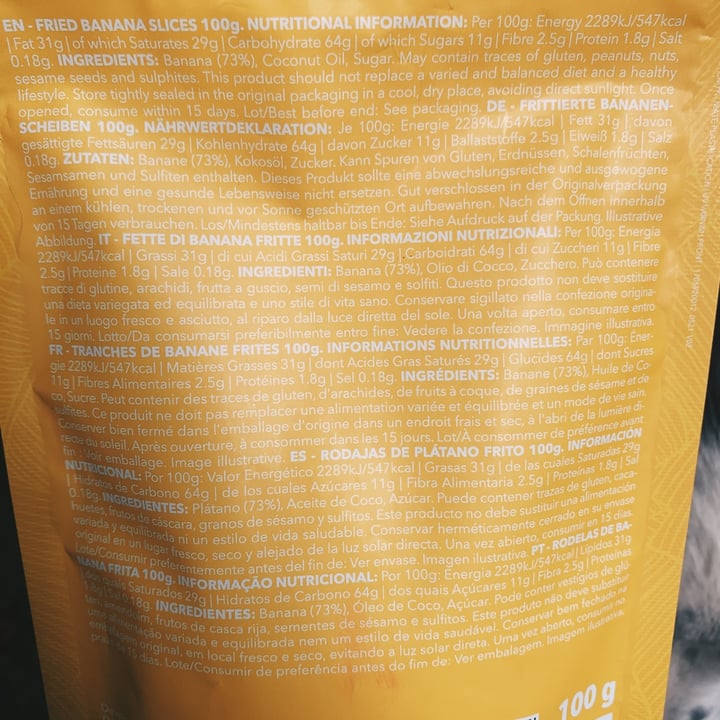 EN - FRIED BANANA SLICES 100g. NUTRITIONAL INFORMATION: Per 100g: Energy 2289kJ/547kcal
| Fat 31g | of which Saturates 29g | Carbohydrate 64g | of which Sugars 11g | Fibre 2.5g | Protein 1.8g | Salt
0.18g. INGREDIENTS: Banana (73%), Coconut Oil, Sugar. May contain traces of gluten, peanuts, nuts,
sesame seeds and sulphites. This product should not replace a varied and balanced diet and a healthy
lifestyle. Store tightly sealed in the original packaging in a cool, dry place, avoiding direct sunlight. Once
opened, consume within 15 days. Lot/Best before end: See packaging. DE - FRITTIERTE BANANEN-
SCHEIBEN 100g. NÄHRWERTDEKLARATION: Je 100g: Energie 2289kJ/547kcal | Fett 31g | davon
gesättigte Fettsäuren 29g | Kohlenhydrate 64g | davon Zucker 11g | Ballaststoffe 2.5g | Eiweiß 1.8g | Salz
0.18g. ZUTATEN: Banane (73%), Kokosöl, Zucker. Kann Spuren von Gluten, Erdnüssen, Schalenfrüchten,
Sesamsamen und Sulfiten enthalten. Dieses Produkt sollte eine abwechslungsreiche und ausgewogene
Ernährung und eine gesunde Lebensweise nicht ersetzen. Gut verschlossen in der Originalverpackung
an einem kühlen, trockenen und vor Sonne geschützten Ort aufbewahren. Nach dem Öffnen innerhalb
von 15 Tagen verbrauchen. Los/Mindestens haltbar bis Ende: Siehe Aufdruck auf der Packung. Illustrative
Abbildung. IT - FETTE DI BANANA FRITTE 100g. INFORMAZIONI NUTRIZIONALI: Per 100g: Energia
2289kJ/547kcal | Grassi 31g | di cui Acidi Grassi Saturi 29g | Carboidrati 64g | di cui Zuccheri 11g | Fibre
2.5g | Proteine 1.8g | Sale 0.18g. INGREDIENTI: Banana (73%), Olio di Cocco, Zucchero. Può contenere
tracce di glutine, arachidi, frutta a guscio, semi di sesamo e solfiti. Questo prodotto non deve sostituire
una dieta variegata ed equilibrata e uno stile di vita sano. Conservare sigillato nella confezione origina-
le in un luogo fresco e asciutto, al riparo dalla luce diretta del sole. Una volta aperto, consumare entro
15 giorni. Lotto/Da consumarsi preferibilmente entro fine: Vedere la confezione. Immagine illustrativa.
FR - TRANCHES DE BANANE FRITES 100g. INFORMATIONS NUTRITIONNELLES: Par 100g: Éner-
gie 2289kJ/547kcal | Matières Grasses 31g | dont Acides Gras Saturés 29g | Glucides 64g | dont Sucres
11g | Fibres Alimentaires 2.5g | Protéines 1.8g | Sel 0.18g. INGRÉDIENTS: Banane (73%), Huile de Co-
co, Sucre. Peut contenir des traces de gluten, d'arachides, de fruits à coque, de graines de sésame et de
sulfites. Ce produit ne doit pas remplacer une alimentation variée et équilibrée et un mode de vie sain.
Conserver bien fermé dans l'emballage d'origine dans un endroit frais et sec, à l'abri de la lumière di-
recte du soleil. Après ouverture, à consommer dans les 15 jours. Lot/À consommer de préférence avant
fin : Voir emballage. Image illustrative. ES - RODAJAS DE PLÁTANO FRITO 100g. INFORMACIÓN
NUTRICIONAL: Por 100g: Valor Energético 2289kJ/547kcal | Grasas 31g | de las cuales Saturadas 29g
| Hidratos de Carbono 64g | de los cuales Azúcares 11g | Fibra Alimentaria 2.5g | Proteínas 1.8g | Sal
0.18g. INGREDIENTES: Plátano (73%), Aceite de Coco, Azúcar. Puede contener trazas de gluten, caca-
huetes, frutos de cáscara, granos de sésamo y sulfitos. Este producto no debe sustituir una alimentación
variada y equilibrada ni un estilo de vida saludable. Conservar herméticamente cerrado en su envase
original en un lugar fresco, seco y alejado de la luz solar directa. Una vez abierto, consumir en 15 días.
Lote/Consumir preferentemente antes del fin de: Ver envase. Imagen ilustrativa. PT - RODELAS DE BA-
NANA FRITA 100g. INFORMAÇÃO NUTRICIONAL: Por 100g: Energia 2289kJ/547kcal | Lípidos 31g
| dos quais Saturados 29g | Hidratos de Carbono 64g | dos quais Açúcares 11g | Fibra 2.5g | Proteínas
1.8g | Sal 0.18g. INGREDIENTES: Banana (73%), Óleo de Coco, Açúcar. Pode conter vestígios de glú-
ten, amendoim, frutos de casca rija, sementes de sésamo e sulfitos. Este produto não deve substituir
uma alimentação variada e equilibrada nem um estilo de vida saudável. Conservar bem fechado na
embalagem original, em local fresco e seco, evitando a luz solar direta. Uma vez aberto, consumir no
prazo de 15 dias. Lote/Consumir de preferência antes do fim de: Ver embalagem. Imagem ilustrativa.
100 g